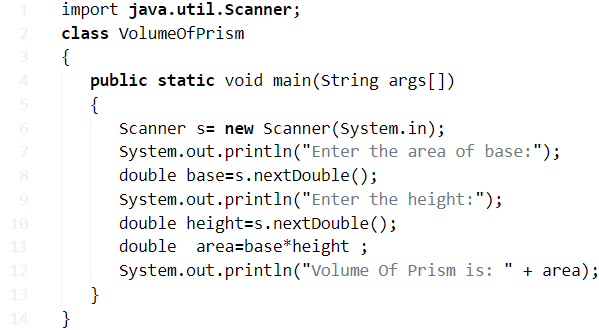 1 import java.util.Scanner;
2 class VolumeOfPrism
3 {
4 public static void main(String args[])
5 {
6 Scanner s= new Scanner(System.in);
7 System.out.println("Enter the area of base:");
8 double base=s.nextDouble();
9 System.out.println("Enter the height:");
10 double height=s.nextDouble();
11 double  area=base*height ;
12 System.out.println("Volume Of Prism is: " + area);
13 }
14 }